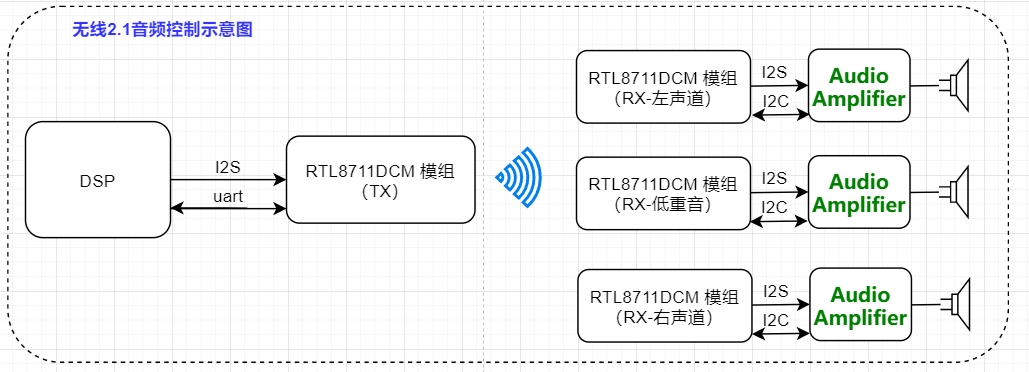 无线2.1音频控制示意图
DSP
I2S
uart
RTL8711DCM 模组
（TX）
RTL8711DCM 模组
（RX-左声道）
I2S
I2C
Audio
Amplifier
RTL8711DCM 模组
（RX-低重音）
I2S
I2C
Audio
Amplifier
RTL8711DCM 模组
（RX-右声道）
I2S
I2C
Audio
Amplifier